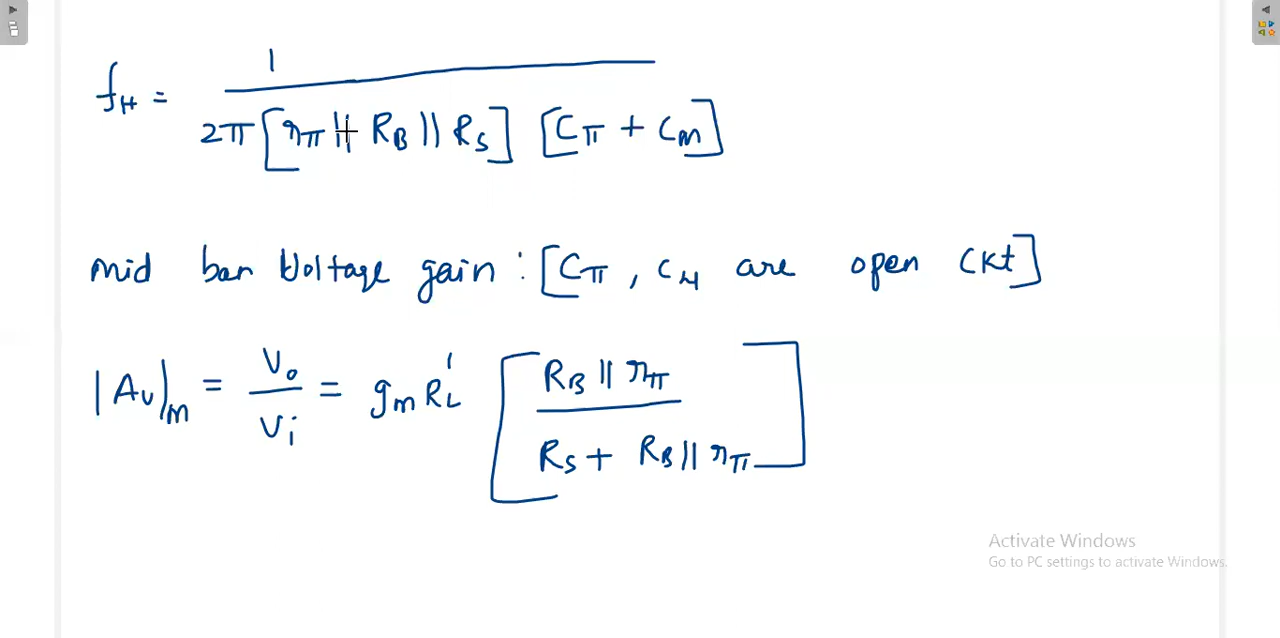 f_H = 1 / 2π [r_π || R_B || R_S] [C_π + C_m]
mid ban Voltage gain : [C_π , C_M are open ckt]
|A_v|_m = V_o / V_i = g_m R_L' [ R_B || r_π / R_S + R_B || r_π ]
Activate Windows
Go to PC settings to activate Windows.